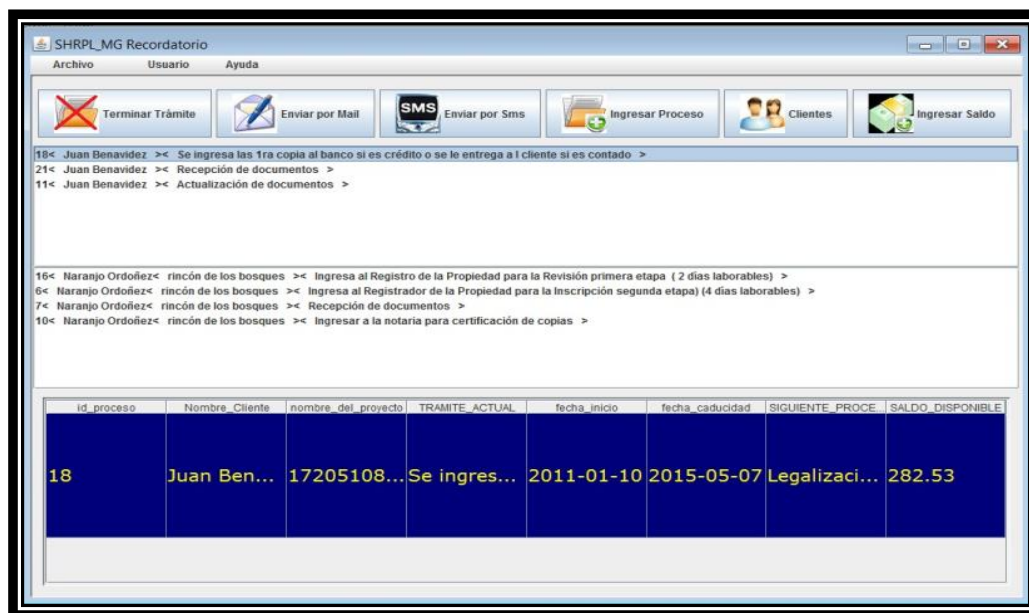 SHRPL_MG Recordatorio
Archivo Usuario Ayuda
Terminar Trámite Enviar por Mail SMS Enviar por Sms Ingresar Proceso Clientes Ingresar Saldo
18< Juan Benavidez >< Se ingresa las 1ra copia al banco si es crédito o se le entrega a l cliente si es contado >
21< Juan Benavidez >< Recepción de documentos >
11< Juan Benavidez >< Actualización de documentos >
16< Naranjo Ordoñez< rincón de los bosques >< Ingresa al Registro de la Propiedad para la Revisión primera etapa ( 2 días laborables) >
6< Naranjo Ordoñez< rincón de los bosques >< Ingresa al Registrador de la Propiedad para la Inscripción segunda etapa) (4 días laborables) >
7< Naranjo Ordoñez< rincón de los bosques >< Recepción de documentos >
10< Naranjo Ordoñez< rincón de los bosques >< Ingresar a la notaria para certificación de copias >
id_proceso Nombre_Cliente nombre_del_proyecto TRAMITE_ACTUAL fecha_inicio fecha_caducidad SIGUIENTE_PROCE... SALDO_DISPONIBLE
18 Juan Ben... 17205108... Se ingres... 2011-01-10 2015-05-07 Legalizaci... 282.53